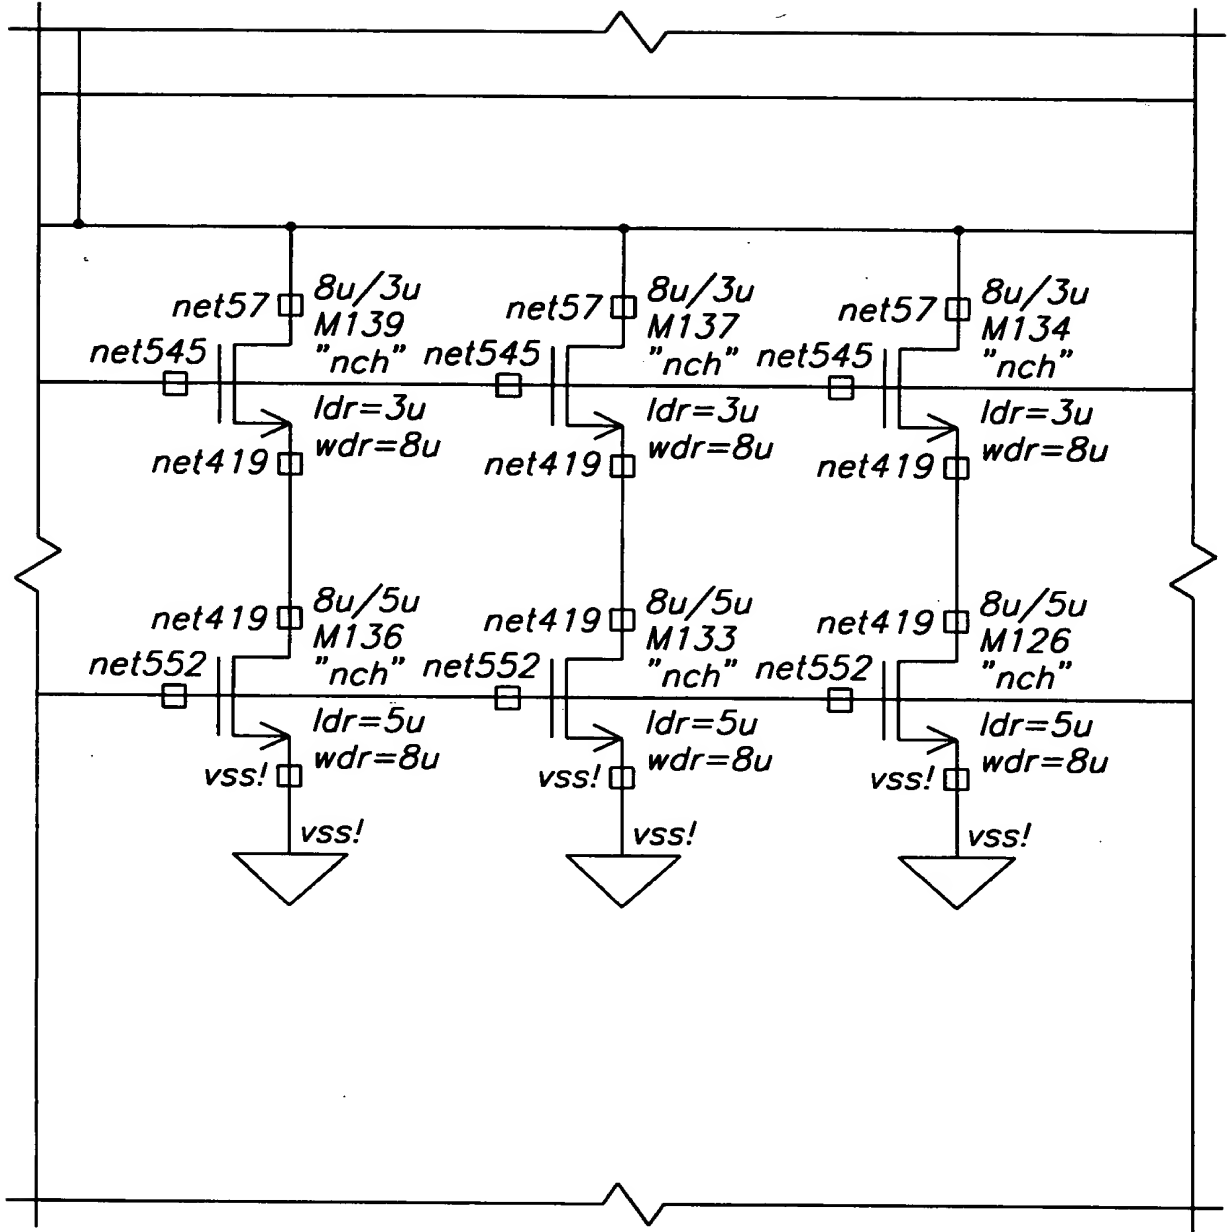 net57
8u/3u
M139
net545
"nch"
ldr=3u
wdr=8u
net419
net57
8u/3u
M137
net545
"nch"
ldr=3u
wdr=8u
net419
net57
8u/3u
M134
net545
"nch"
ldr=3u
wdr=8u
net419
net419
8u/5u
M136
net552
"nch"
ldr=5u
wdr=8u
vss!
vss!
net419
8u/5u
M133
net552
"nch"
ldr=5u
wdr=8u
vss!
vss!
net419
8u/5u
M126
net552
"nch"
ldr=5u
wdr=8u
vss!
vss!